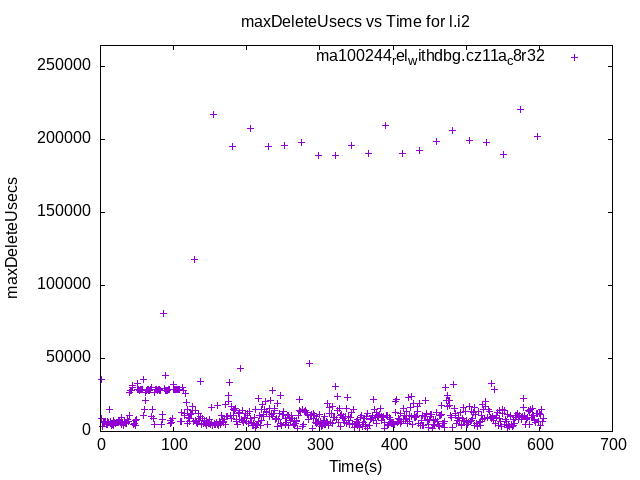 maxDeleteUsecs vs Time for l.i2
ma100244relwithdbg.cz11ac8r32
250000
200000
150000
100000
50000
0
maxDeleteUsecs
0 100 200 300 400 500 600 700
Time(s)